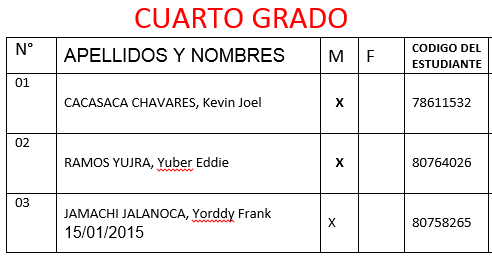 CUARTO GRADO
N° APELLIDOS Y NOMBRES M F CODIGO DEL
ESTUDIANTE
01
CACASACA CHAVARES, Kevin Joel X 78611532
02
RAMOS YUJRA, Yuber Eddie X 80764026
03
JAMACHI JALANOCA, Yorddy Frank X 80758265
15/01/2015